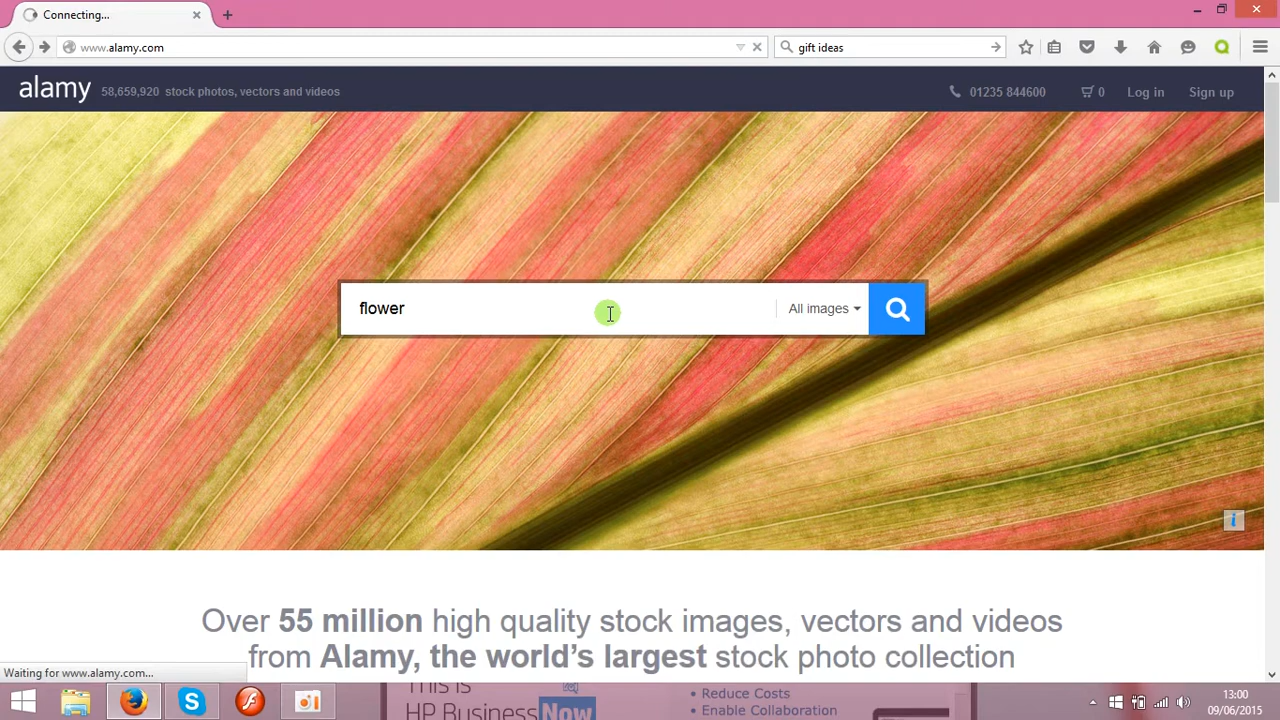 Connecting...
www.alamy.com
gift ideas
alamy 58,659,920 stock photos, vectors and videos
01235 844600 0 Log in Sign up
flower All images
i
Over 55 million high quality stock images, vectors and videos
from Alamy, the world's largest stock photo collection
Waiting for www.alamy.com...
This is
HP Business Now
• Reduce Costs
• Enable Collaboration
13:00
09/06/2015